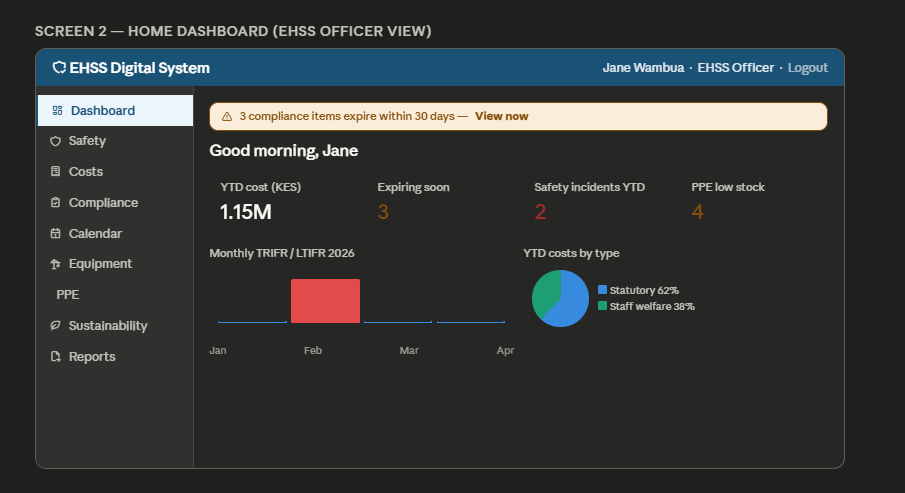 SCREEN 2 — HOME DASHBOARD (EHSS OFFICER VIEW)
EHSS Digital System
Jane Wambua · EHSS Officer · Logout
Dashboard
Safety
Costs
Compliance
Calendar
Equipment
PPE
Sustainability
Reports
3 compliance items expire within 30 days — View now
Good morning, Jane
YTD cost (KES)
1.15M
Expiring soon
3
Safety incidents YTD
2
PPE low stock
4
Monthly TRIFR / LTIFR 2026
Jan Feb Mar Apr
YTD costs by type
Statutory 62%
Staff welfare 38%